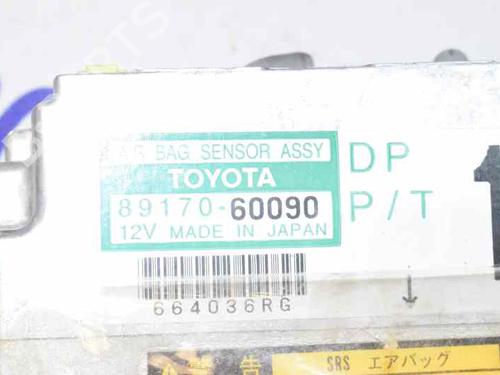 AIR BAG SENSOR ASSY
TOYOTA
89170-60090
12V MADE IN JAPAN
DP
P/T
664036RG
告
SRS エアバッグ